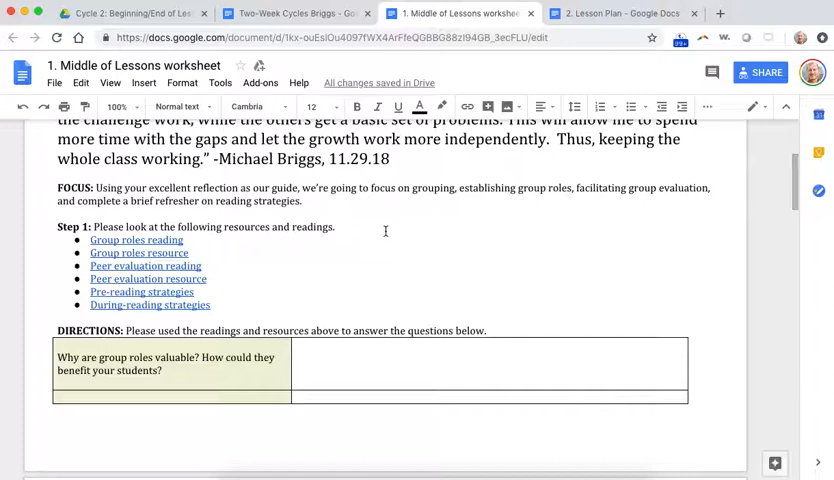 Cycle 2: Beginning/End of Les
Two-Week Cycles Briggs - Go
1. Middle of Lessons workshee
2. Lesson Plan - Google Docs
https://docs.google.com/document/d/1kx-ouEslOu4097fWX4ArFfeQGBBG88zI94GB_3ecFLU/edit
99+
1. Middle of Lessons worksheet
File Edit View Insert Format Tools Add-ons Help All changes saved in Drive
SHARE
100% Normal text Cambria 12 B I U A
31
the challenge work, while the others get a basic set of problems. This will allow me to spend
more time with the gaps and let the growth work more independently. Thus, keeping the
whole class working.” -Michael Briggs, 11.29.18
FOCUS: Using your excellent reflection as our guide, we’re going to focus on grouping, establishing group roles, facilitating group evaluation,
and complete a brief refresher on reading strategies.
Step 1: Please look at the following resources and readings.
● Group roles reading
● Group roles resource
● Peer evaluation reading
● Peer evaluation resource
● Pre-reading strategies
● During-reading strategies
DIRECTIONS: Please used the readings and resources above to answer the questions below.
Why are group roles valuable? How could they
benefit your students?